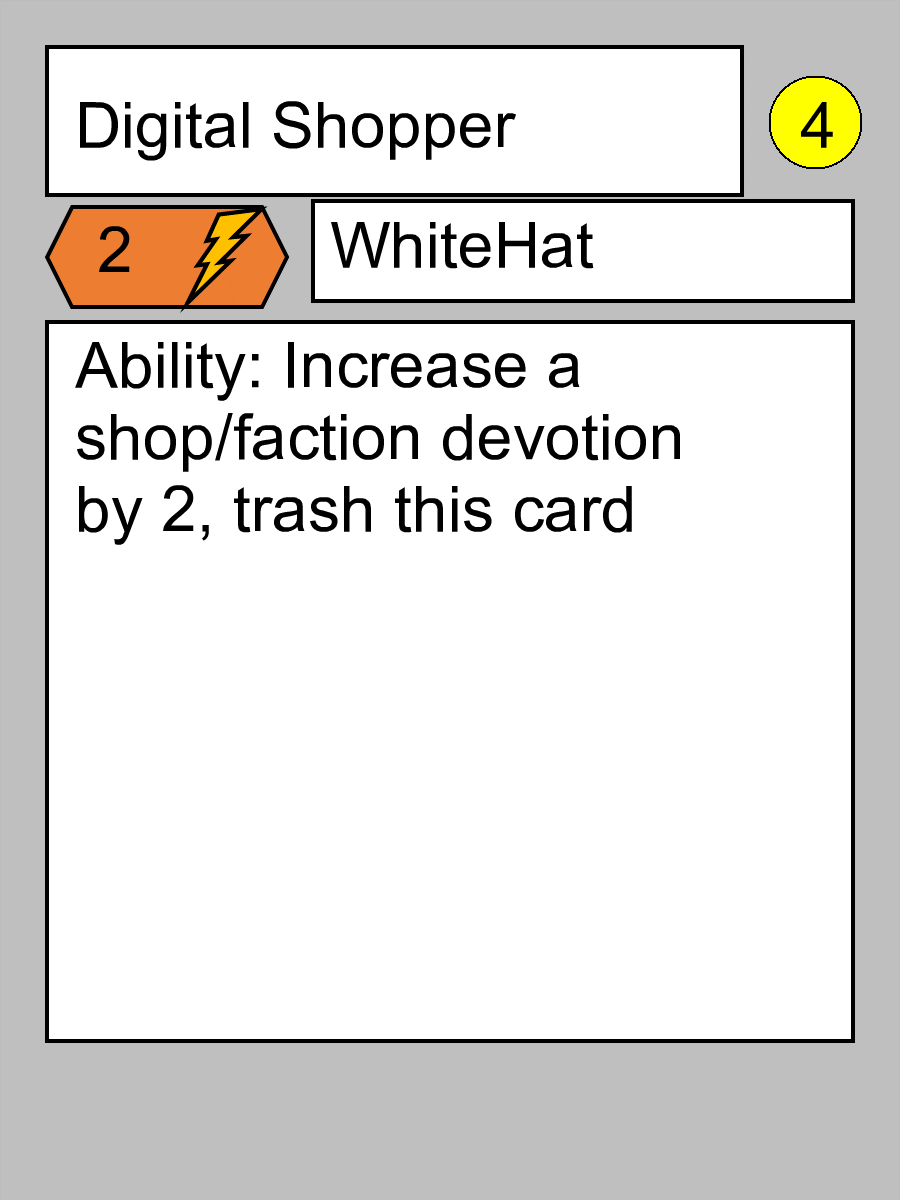 Digital Shopper
4
2
WhiteHat
Ability: Increase a
shop/faction devotion
by 2, trash this card